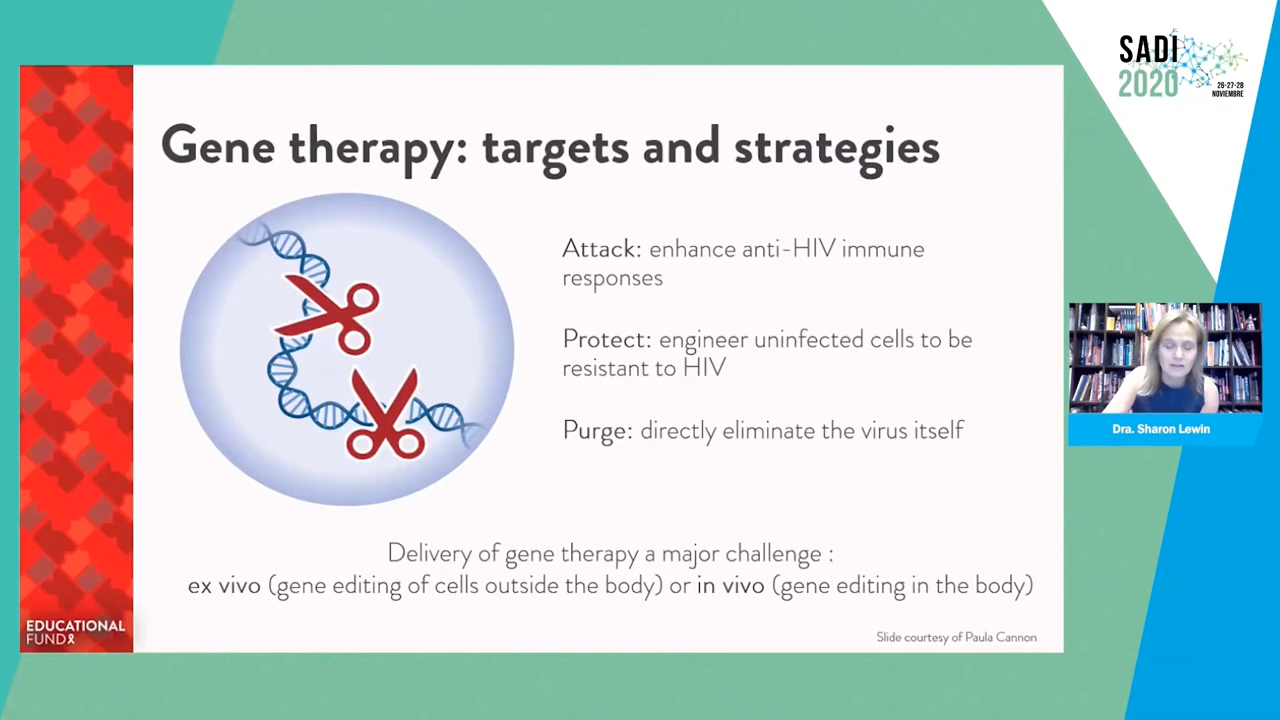 SADI
2020
26-27-28
NOVIEMBRE
Gene therapy: targets and strategies
Attack: enhance anti-HIV immune
responses
Protect: engineer uninfected cells to be
resistant to HIV
Purge: directly eliminate the virus itself
Delivery of gene therapy a major challenge :
ex vivo (gene editing of cells outside the body) or in vivo (gene editing in the body)
Slide courtesy of Paula Cannon
EDUCATIONAL
FUND
Dra. Sharon Lewin